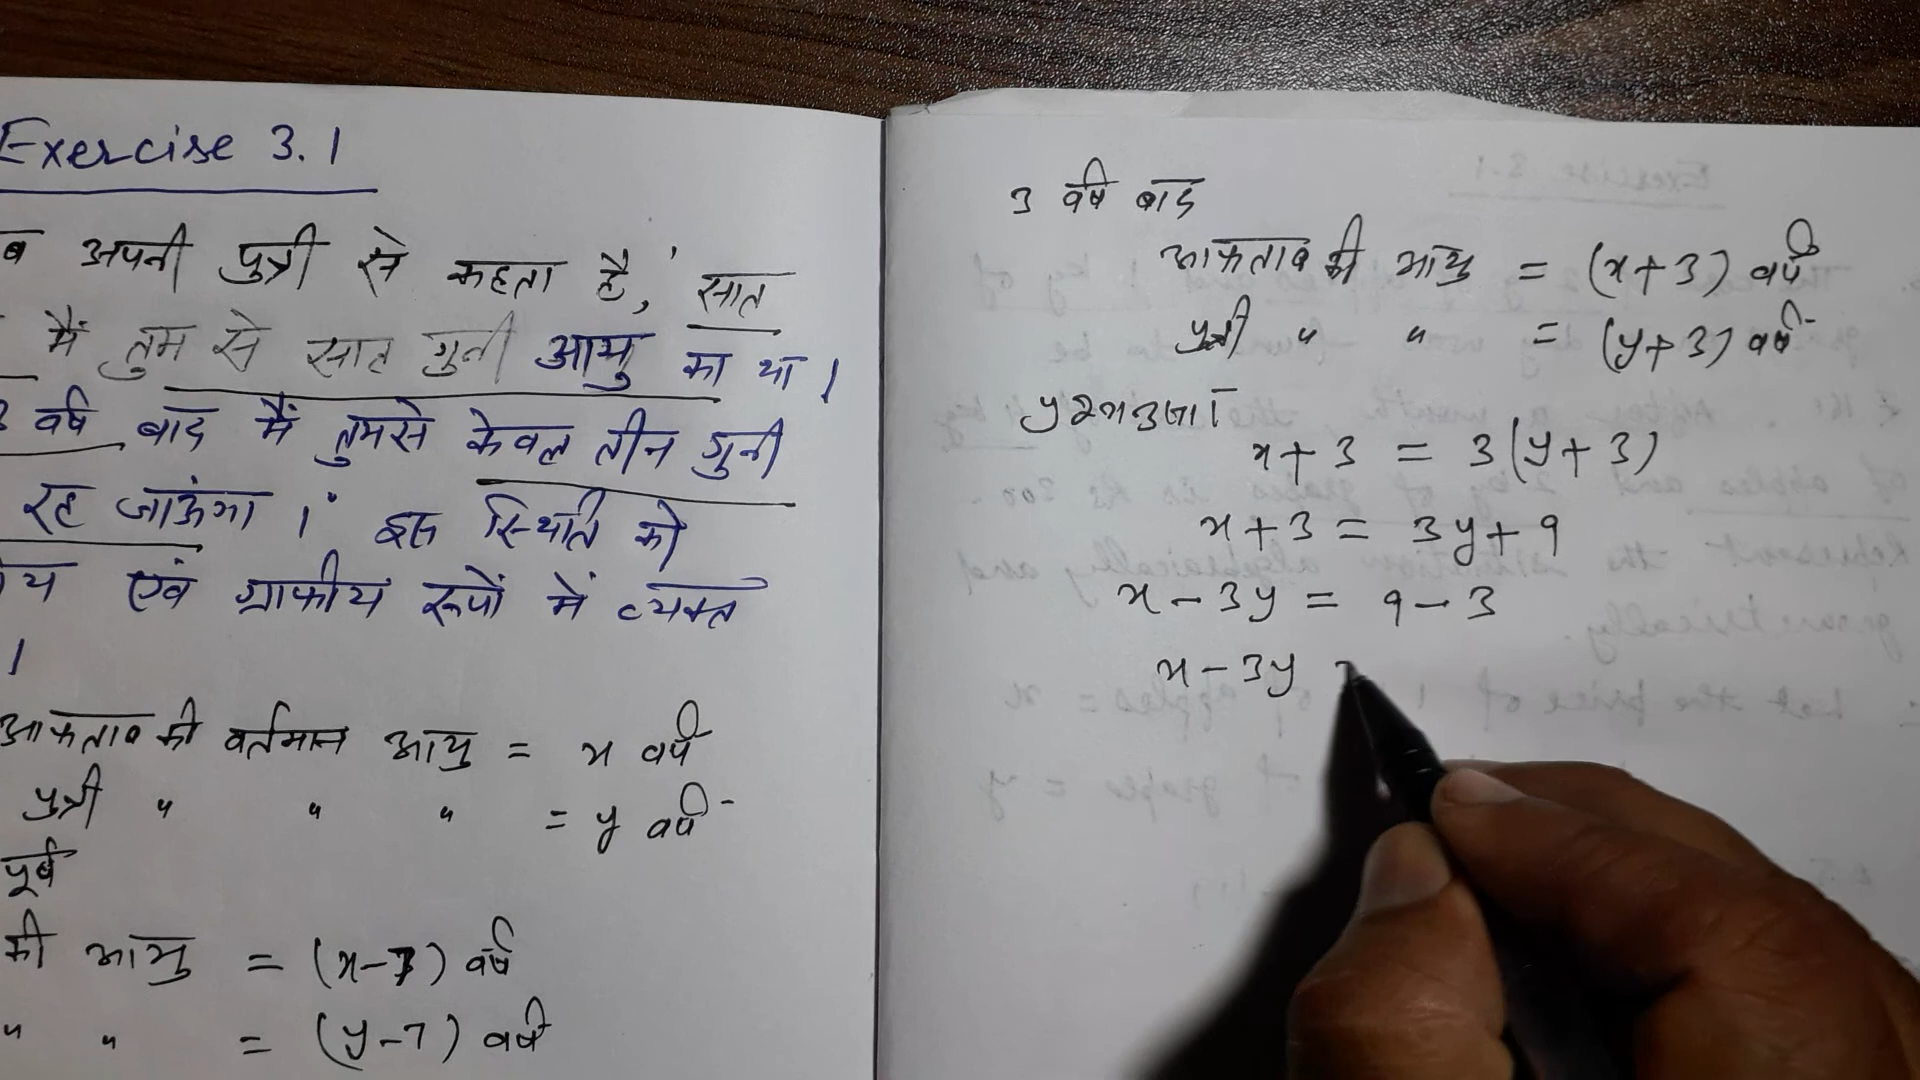 Exercise 3.1
ब अपनी पुत्री से कहता है, 'सात
मैं तुम से सात गुनी आयु का था।
3 वर्ष बाद मैं तुमसे केवल तीन गुनी
रह जाऊंगा ।' इस स्थिति को
य एवं ग्राफीय रूपों में व्यक्त
।
आफताब की वर्तमान आयु = x वर्ष
पुत्री " " " = y वर्ष
पूर्व
की आयु = (x-7) वर्ष
" " = (y-7) वर्ष
3 वर्ष बाद
आफताब की आयु = (x+3) वर्ष
पुत्री " " = (y+3) वर्ष
x+3 = 3(y+3)
x+3 = 3y+9
x-3y = 9-3
x-3y